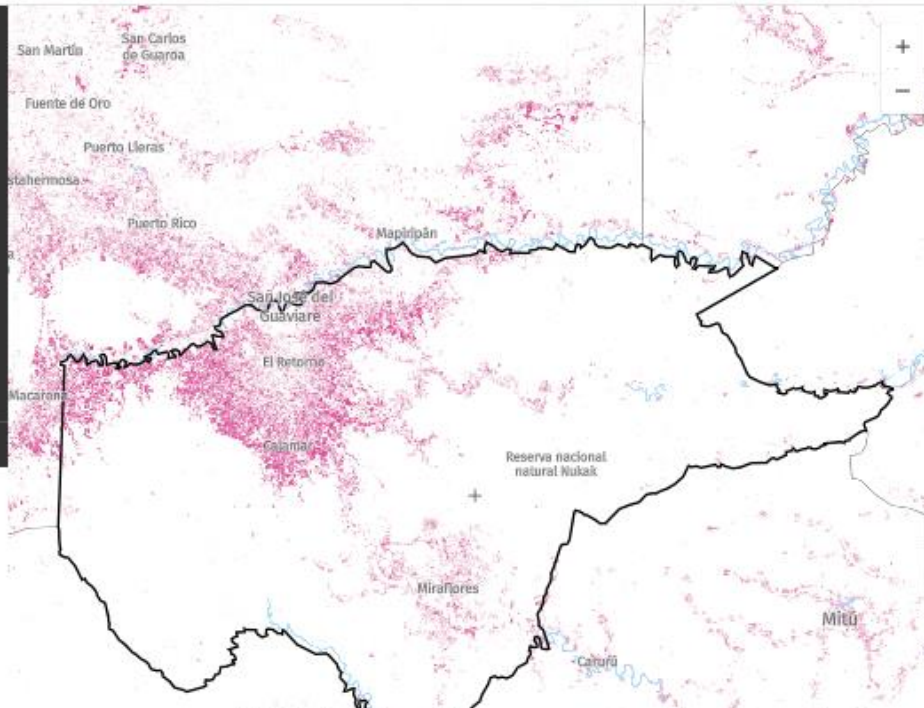 San Martín
San Carlos
de Guaroa
+
−
Fuente de Oro
Puerto Lleras
stahermosa
Puerto Rico
Mapiripán
a
San José del
Guaviare
El Retorno
Macarena
Calamar
Reserva nacional
natural Nukak
Miraflores
Mitú
Carurú